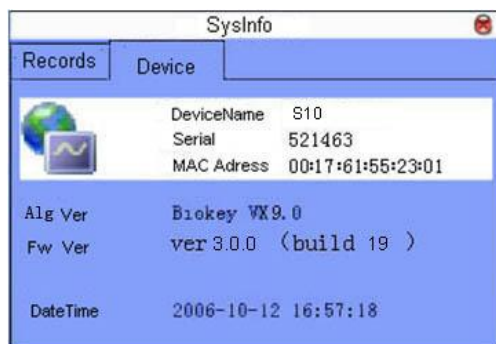 SysInfo
Records Device
DeviceName S10
Serial 521463
MAC Adress 00:17:61:55:23:01
Alg Ver Biokey VX9.0
Fw Ver ver 3.0.0 (build 19 )
DateTime 2006-10-12 16:57:18